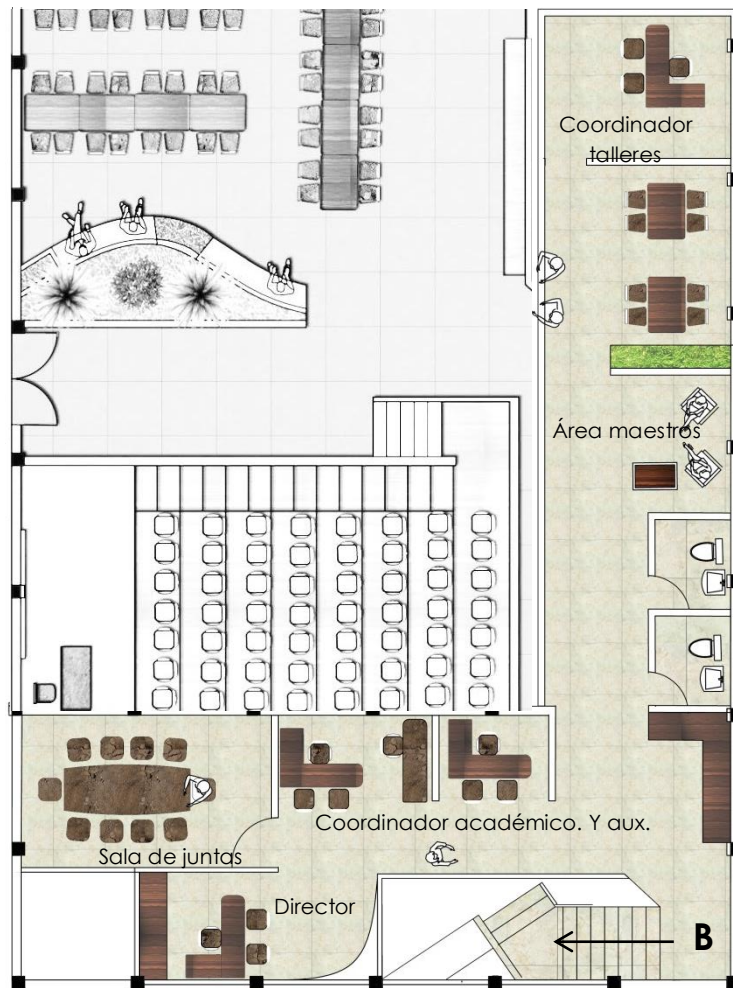 Coordinador
talleres
Área maestros
Coordinador académico. Y aux.
Sala de juntas
Director
B